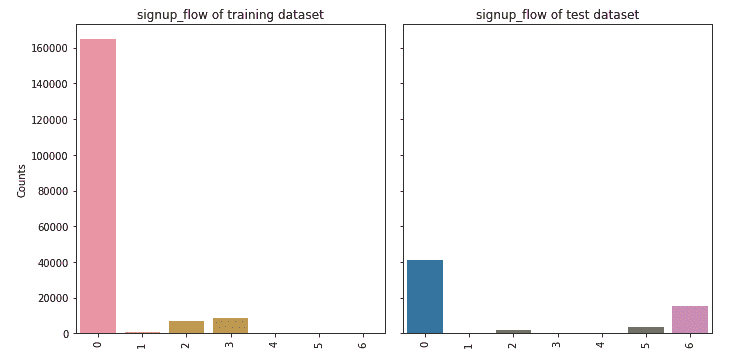 signup_flow of training dataset
signup_flow of test dataset
Counts
160000
140000
120000
100000
80000
60000
40000
20000
0
0 1 2 3 4 5 6
0 1 2 3 4 5 6